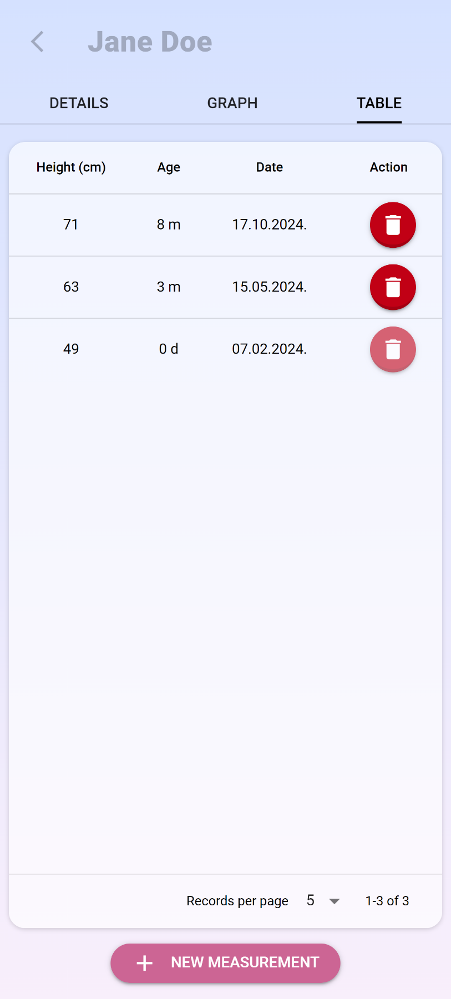 Jane Doe
DETAILS GRAPH TABLE
Height (cm) Age Date Action
71 8 m 17.10.2024.
63 3 m 15.05.2024.
49 0 d 07.02.2024.
Records per page 5 1-3 of 3
NEW MEASUREMENT